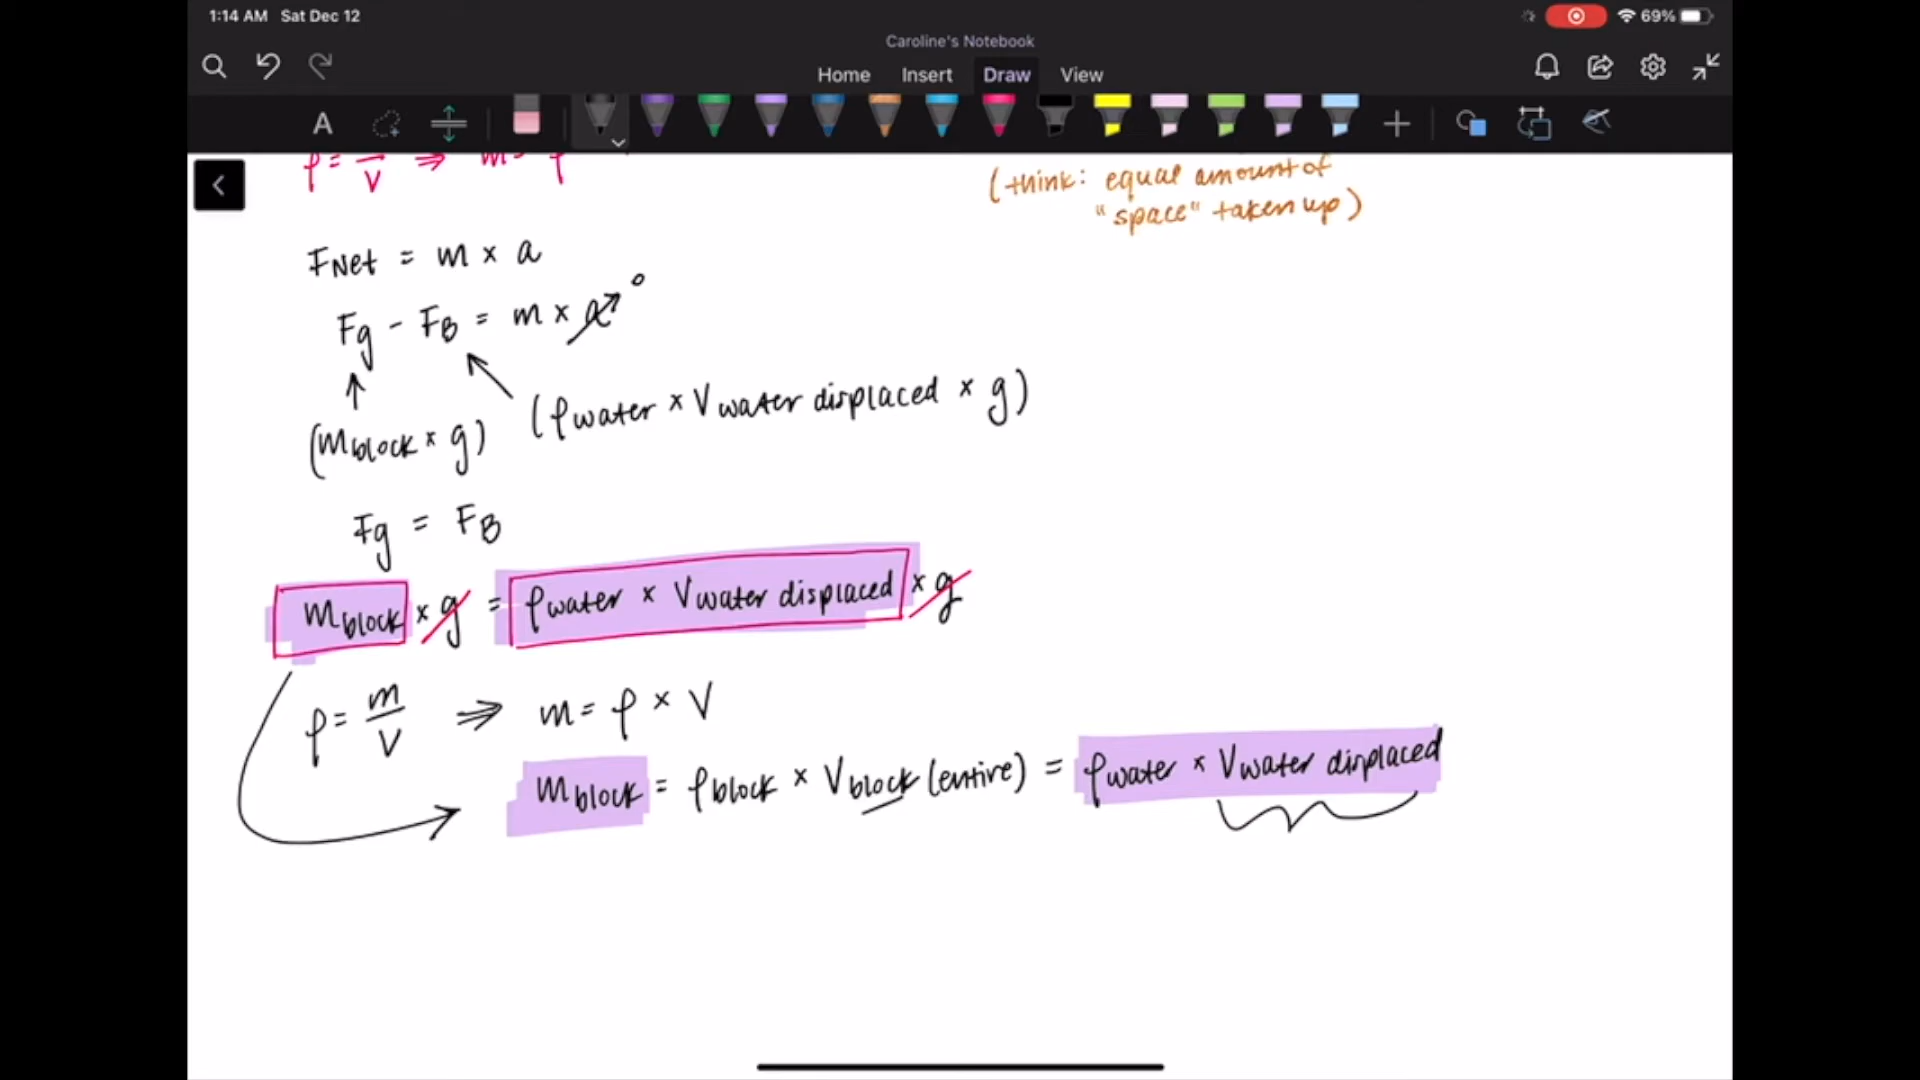 1:14 AM Sat Dec 12
69%
Caroline's Notebook
Home Insert Draw View
A
ρ = V ⇒ m = ρ
(think: equal amount of
"space" taken up)
FNet = m × a
Fg - FB = m × a 0
(ρwater × Vwater displaced × g)
(mblock × g)
Fg = FB
mblock × g = ρwater × Vwater displaced × g
ρ = m/V ⇒ m = ρ × V
mblock = ρblock × Vblock (entire) = ρwater × Vwater displaced